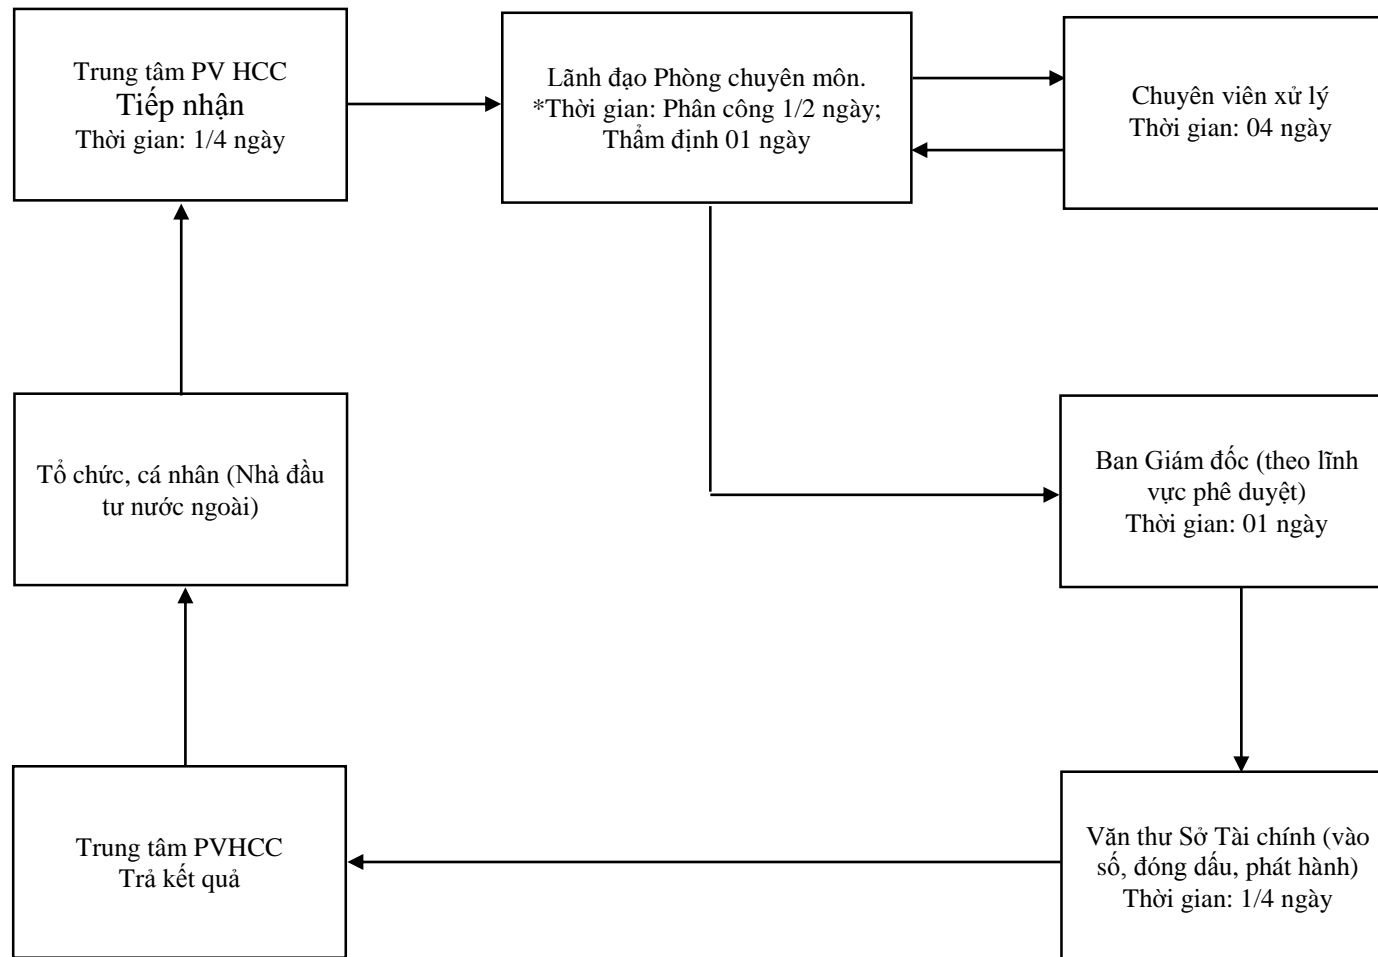 Trung tâm PV HCC
Tiếp nhận
Thời gian: 1/4 ngày
Lãnh đạo Phòng chuyên môn.
*Thời gian: Phân công 1/2 ngày;
Thẩm định 01 ngày
Chuyên viên xử lý
Thời gian: 04 ngày
Tổ chức, cá nhân (Nhà đầu
tư nước ngoài)
Ban Giám đốc (theo lĩnh
vực phê duyệt)
Thời gian: 01 ngày
Trung tâm PVHCC
Trả kết quả
Văn thư Sở Tài chính (vào
số, đóng dấu, phát hành)
Thời gian: 1/4 ngày